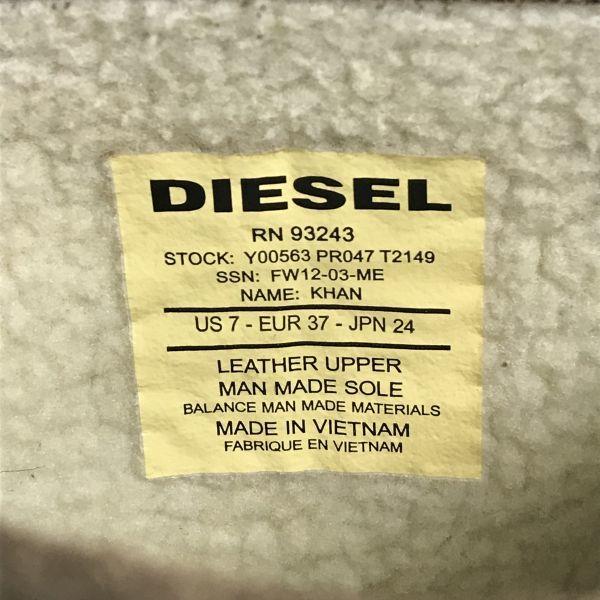 DIESEL
RN 93243
STOCK: Y00563 PR047 T2149
SSN: FW12-03-ME
NAME: KHAN
US 7 - EUR 37 - JPN 24
LEATHER UPPER
MAN MADE SOLE
BALANCE MAN MADE MATERIALS
MADE IN VIETNAM
FABRIQUE EN VIETNAM